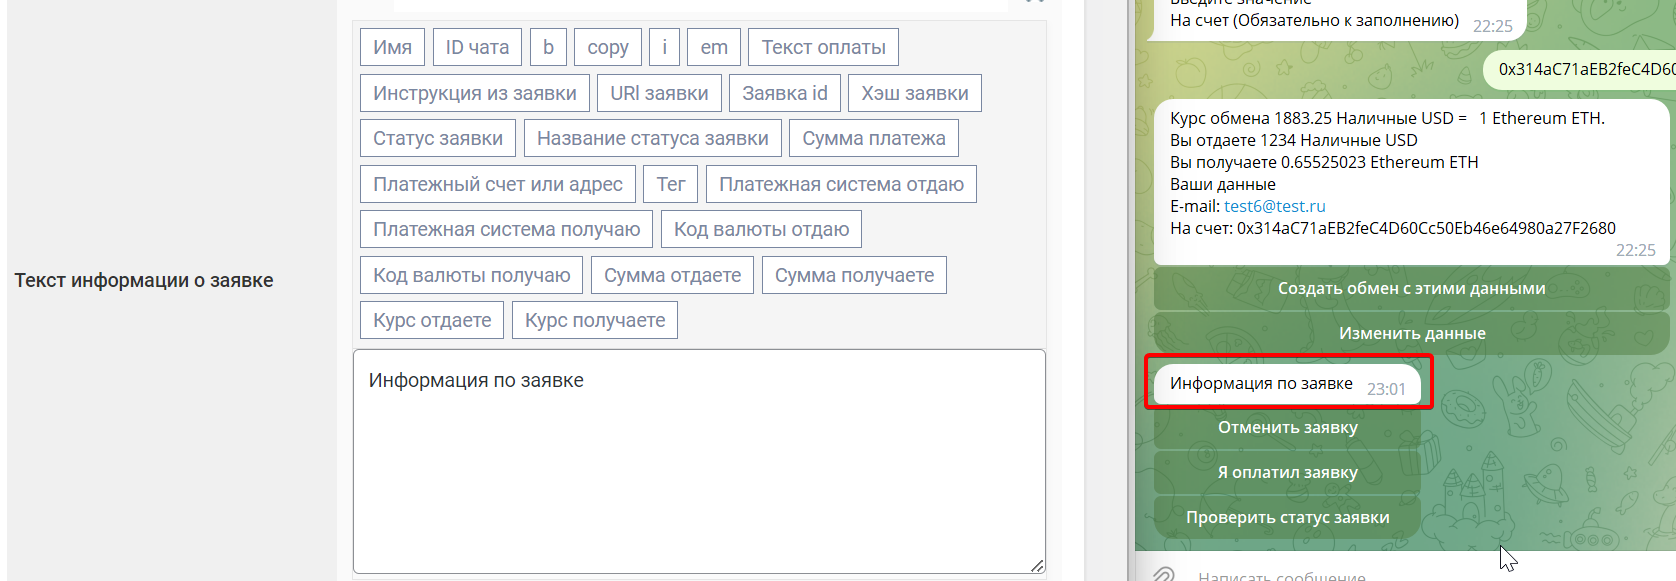 Имя ID чата b copy i em Текст оплаты
Инструкция из заявки URl заявки Заявка id Хэш заявки
Статус заявки Название статуса заявки Сумма платежа
Платежный счет или адрес Тег Платежная система отдаю
Платежная система получаю Код валюты отдаю
Текст информации о заявке
Код валюты получаю Сумма отдаете Сумма получаете
Курс отдаете Курс получаете
Информация по заявке
Введите значение
На счет (Обязательно к заполнению) 22:25
0x314aC71aEB2feC4D60
Курс обмена 1883.25 Наличные USD = 1 Ethereum ETH.
Вы отдаете 1234 Наличные USD
Вы получаете 0.65525023 Ethereum ETH
Ваши данные
E-mail: test6@test.ru
На счет: 0x314aC71aEB2feC4D60Cc50Eb46e64980a27F2680
22:25
Создать обмен с этими данными
Изменить данные
Информация по заявке 23:01
Отменить заявку
Я оплатил заявку
Проверить статус заявки
Написать сообщение